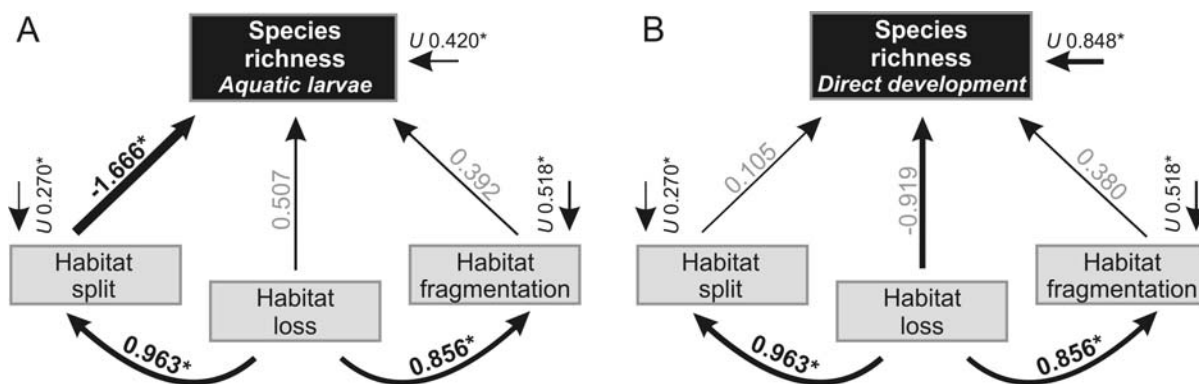 A
Species
richness
Aquatic larvae
U 0.420*
U 0.270*
-1.666*
0.507
0.392
U 0.518*
Habitat
split
Habitat
loss
Habitat
fragmentation
0.963*
0.856*
B
Species
richness
Direct development
U 0.848*
U 0.270*
0.105
-0.919
0.380
U 0.518*
Habitat
split
Habitat
loss
Habitat
fragmentation
0.963*
0.856*